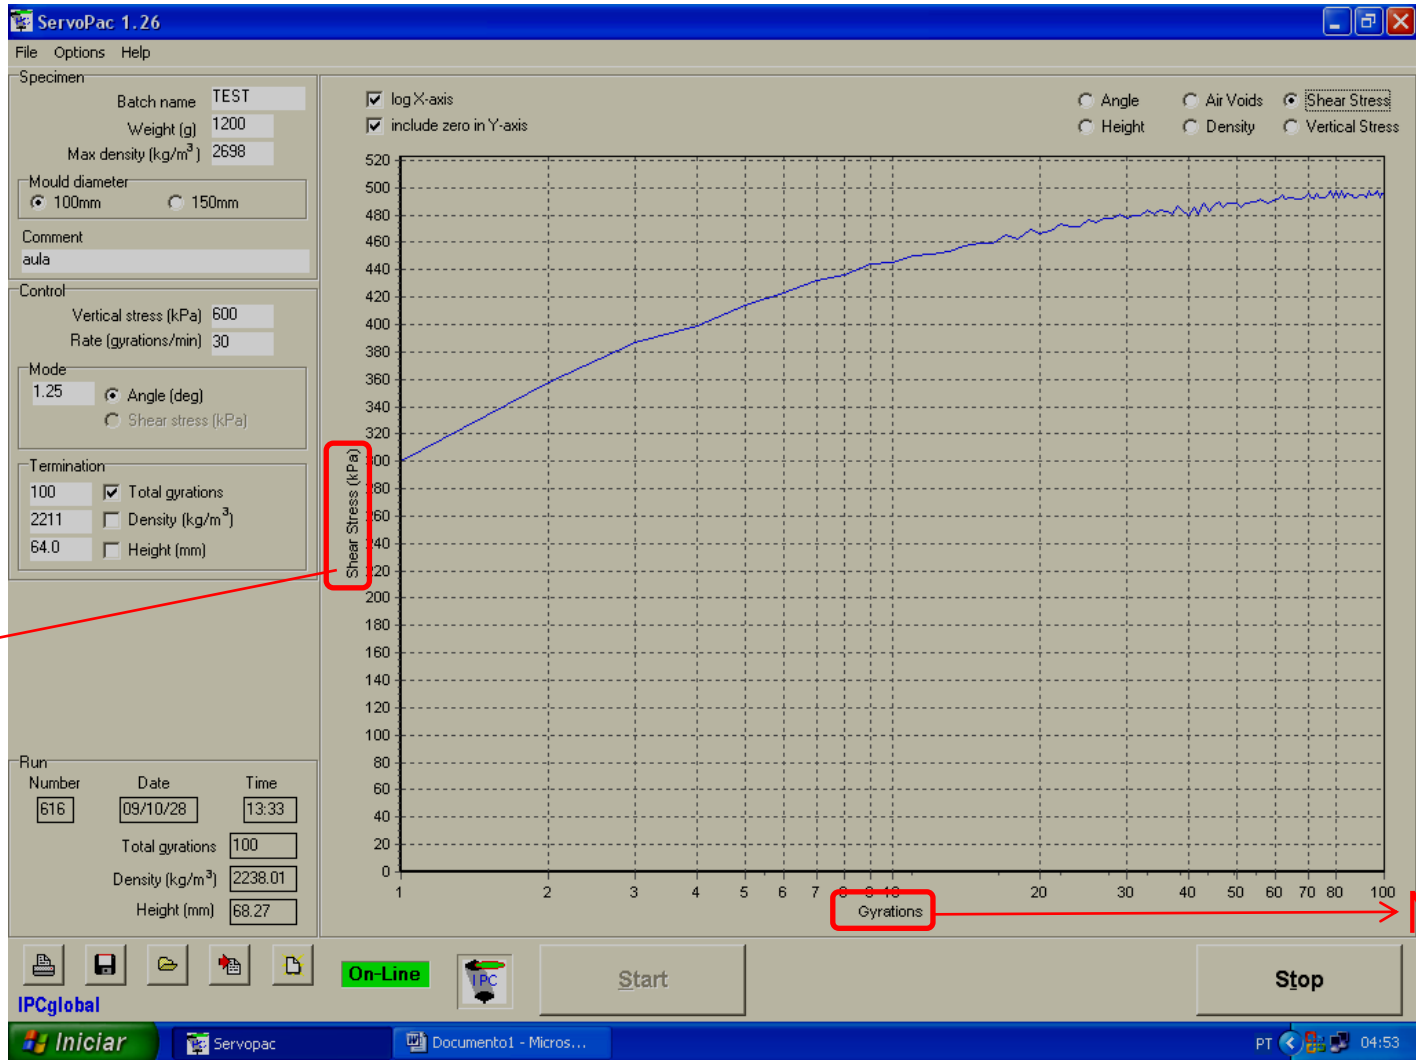 ServoPac 1.26
File Options Help
Specimen
Batch name TEST
Weight (g) 1200
Max density (kg/m³) 2698
Mould diameter
100mm 150mm
Comment
aula
Control
Vertical stress (kPa) 600
Rate (gyrations/min) 30
Mode
1.25 Angle (deg)
Shear stress (kPa)
Termination
100 Total gyrations
2211 Density (kg/m³)
64.0 Height (mm)
Run
Number Date Time
616 09/10/28 13:33
Total gyrations 100
Density (kg/m³) 2238.01
Height (mm) 68.27
log X-axis
include zero in Y-axis
Angle Air Voids Shear Stress
Height Density Vertical Stress
520
500
480
460
440
420
400
380
360
340
320
300
280
260
240
220
200
180
160
140
120
100
80
60
40
20
0
Shear Stress (kPa)
1 2 3 4 5 6 7 8 9 10 20 30 40 50 60 70 80 100
Gyrations
On-Line
IPC
Start
Stop
IPCglobal
Iniciar
Servopac
Documento1 - Micros...
PT
04:53